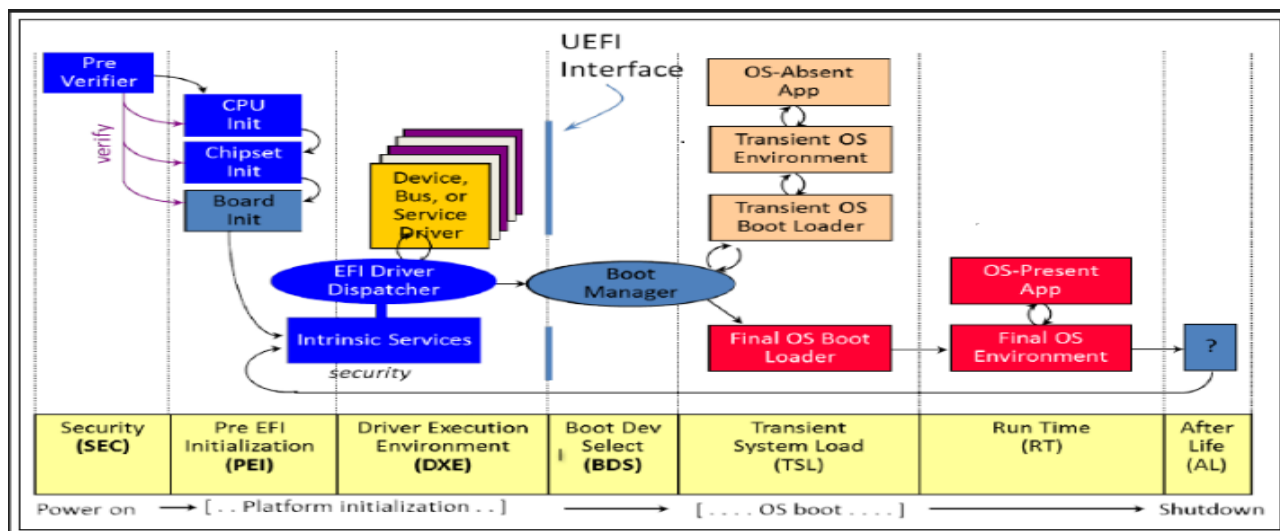 Pre
Verifier
verify
CPU
Init
Chipset
Init
Board
Init
Device,
Bus, or
Service
Driver
EFI Driver
Dispatcher
Intrinsic Services
security
UEFI
Interface
Boot
Manager
OS-Absent
App
Transient OS
Environment
Transient OS
Boot Loader
Final OS Boot
Loader
OS-Present
App
Final OS
Environment
?
Security
(SEC)
Pre EFI
Initialization
(PEI)
Driver Execution
Environment
(DXE)
Boot Dev
Select
(BDS)
Transient
System Load
(TSL)
Run Time
(RT)
After
Life
(AL)
Power on
[ . . Platform initialization . . ]
[ . . . . OS boot . . . . ]
Shutdown